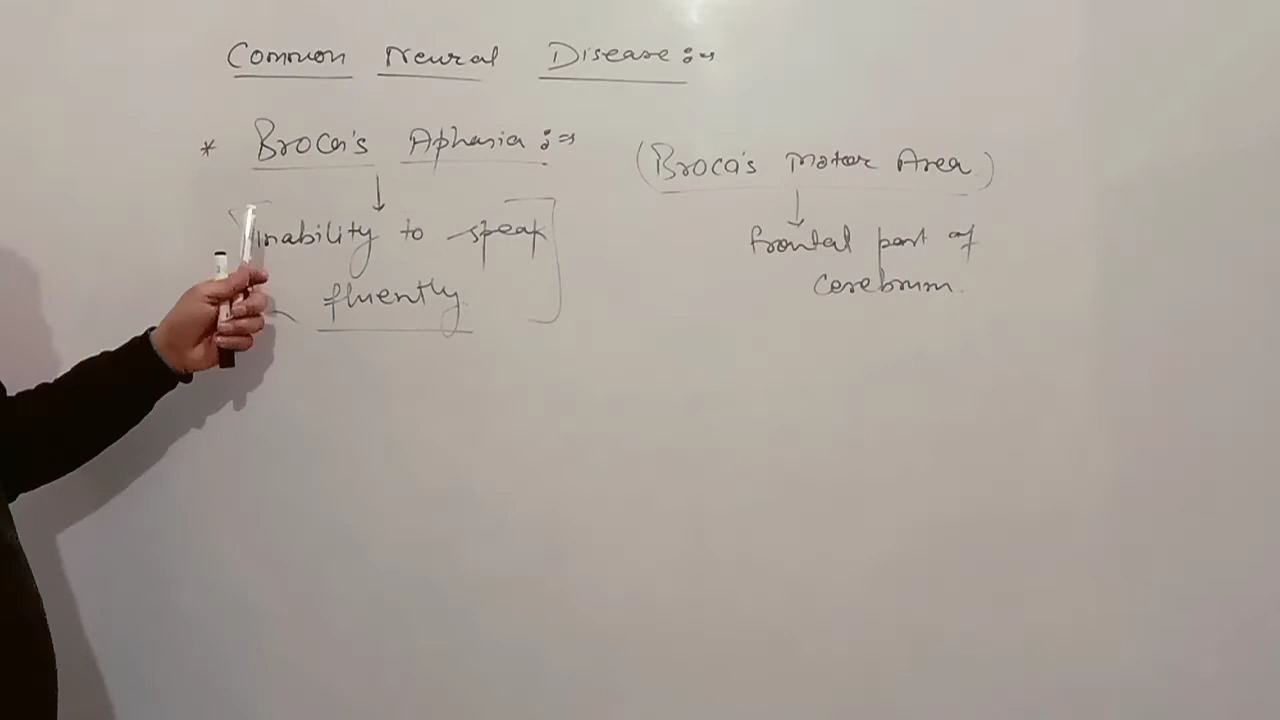 Common Neural Disease :→
* Broca's Aphasia :⇒
(Broca's Motor Area)
inability to speak
fluently.
frontal part of
cerebrum.